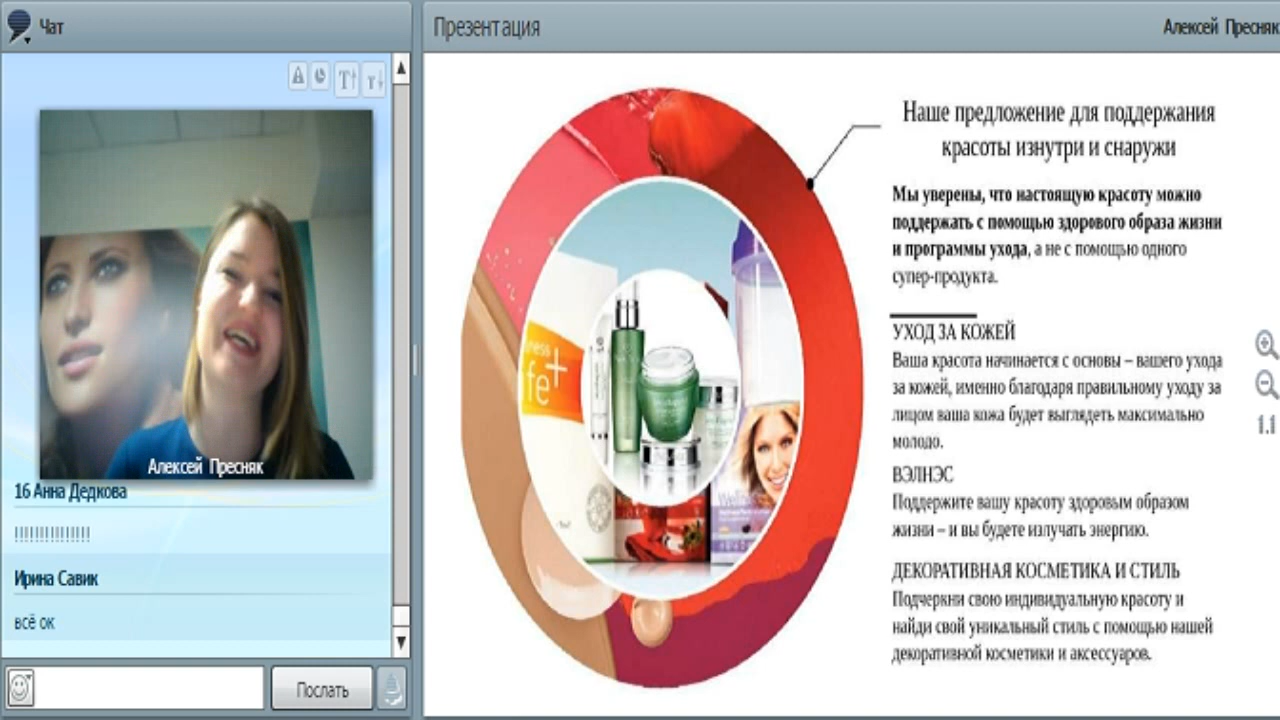 Чат
Презентация
Алексей Пресняк
Алексей Пресняк
16 Анна Дедкова
!!!!!!!!!!!!!!!
Ирина Савик
всё ок
Послать
Наше предложение для поддержания
красоты изнутри и снаружи
Мы уверены, что настоящую красоту можно
поддержать с помощью здорового образа жизни
и программы ухода, а не с помощью одного
супер-продукта.
УХОД ЗА КОЖЕЙ
Ваша красота начинается с основы – вашего ухода
за кожей, именно благодаря правильному уходу за
лицом ваша кожа будет выглядеть максимально
молодо.
ВЭЛНЭС
Поддержите вашу красоту здоровым образом
жизни – и вы будете излучать энергию.
ДЕКОРАТИВНАЯ КОСМЕТИКА И СТИЛЬ
Подчеркни свою индивидуальную красоту и
найди свой уникальный стиль с помощью нашей
декоративной косметики и аксессуаров.
1.1